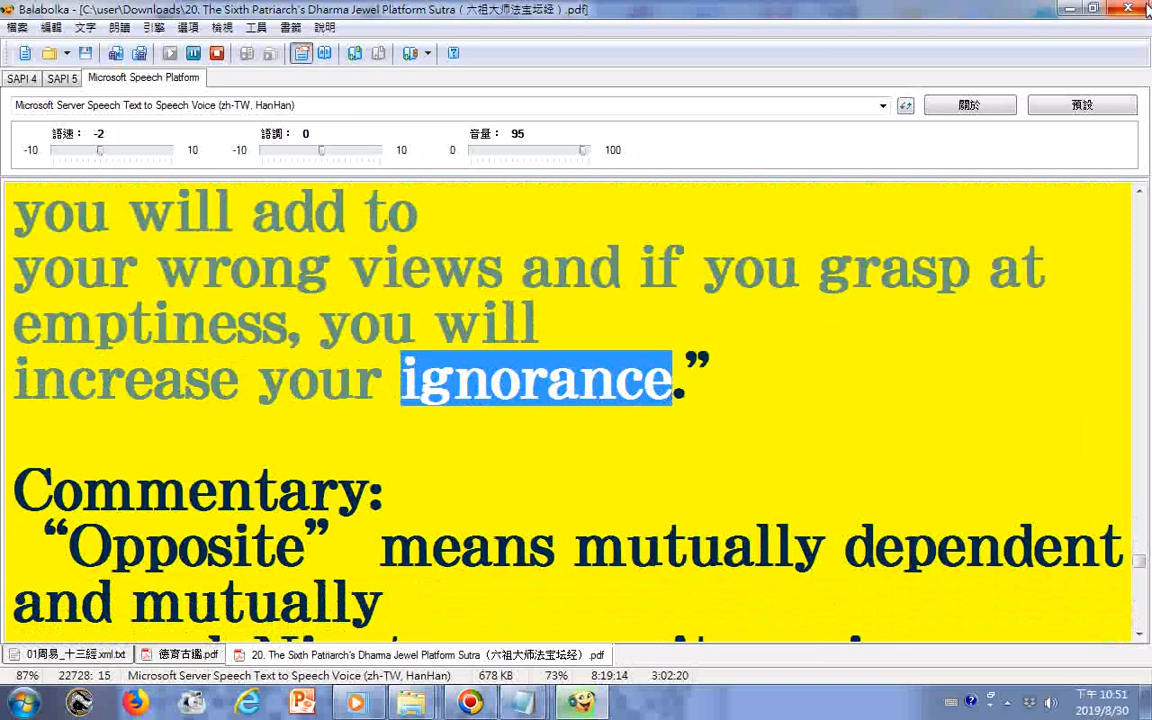 Balabolka - [C:\user\Downloads\20. The Sixth Patriarch's Dharma Jewel Platform Sutra（六祖大师法宝坛经）.pdf]
檔案 編輯 文字 朗讀 引擎 選項 檢視 工具 書籤 說明
SAPI 4 SAPI 5 Microsoft Speech Platform
Microsoft Server Speech Text to Speech Voice (zh-TW, HanHan) 關於 預設
語速： -2 語調： 0 音量： 95
-10 10 -10 10 0 100
you will add to
your wrong views and if you grasp at
emptiness, you will
increase your ignorance.”
Commentary:
“Opposite” means mutually dependent
and mutually
01周易_十三經.xml.txt 德育古鑑.pdf 20. The Sixth Patriarch's Dharma Jewel Platform Sutra（六祖大师法宝坛经）.pdf
87% 22728: 15 Microsoft Server Speech Text to Speech Voice (zh-TW, HanHan) 678 KB 73% 8:19:14 3:02:20
下午 10:51
2019/8/30